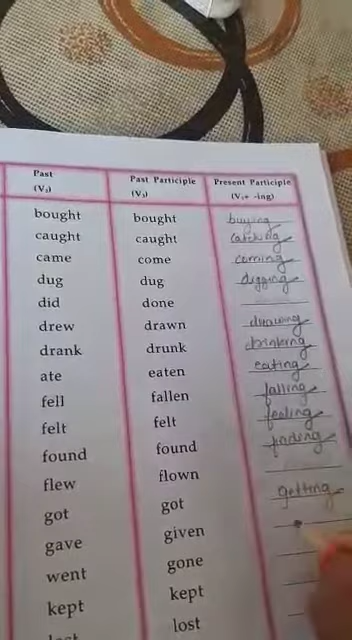 Past Past Participle Present Participle
(V₂) (V₃) (V₁+ -ing)
bought bought buying
caught caught catching
came come coming
dug dug digging
did done
drew drawn drawing
drank drunk drinking
ate eaten eating
fell fallen falling
felt felt feeling
found found finding
flew flown
got got getting
gave given
went gone
kept kept
lost lost